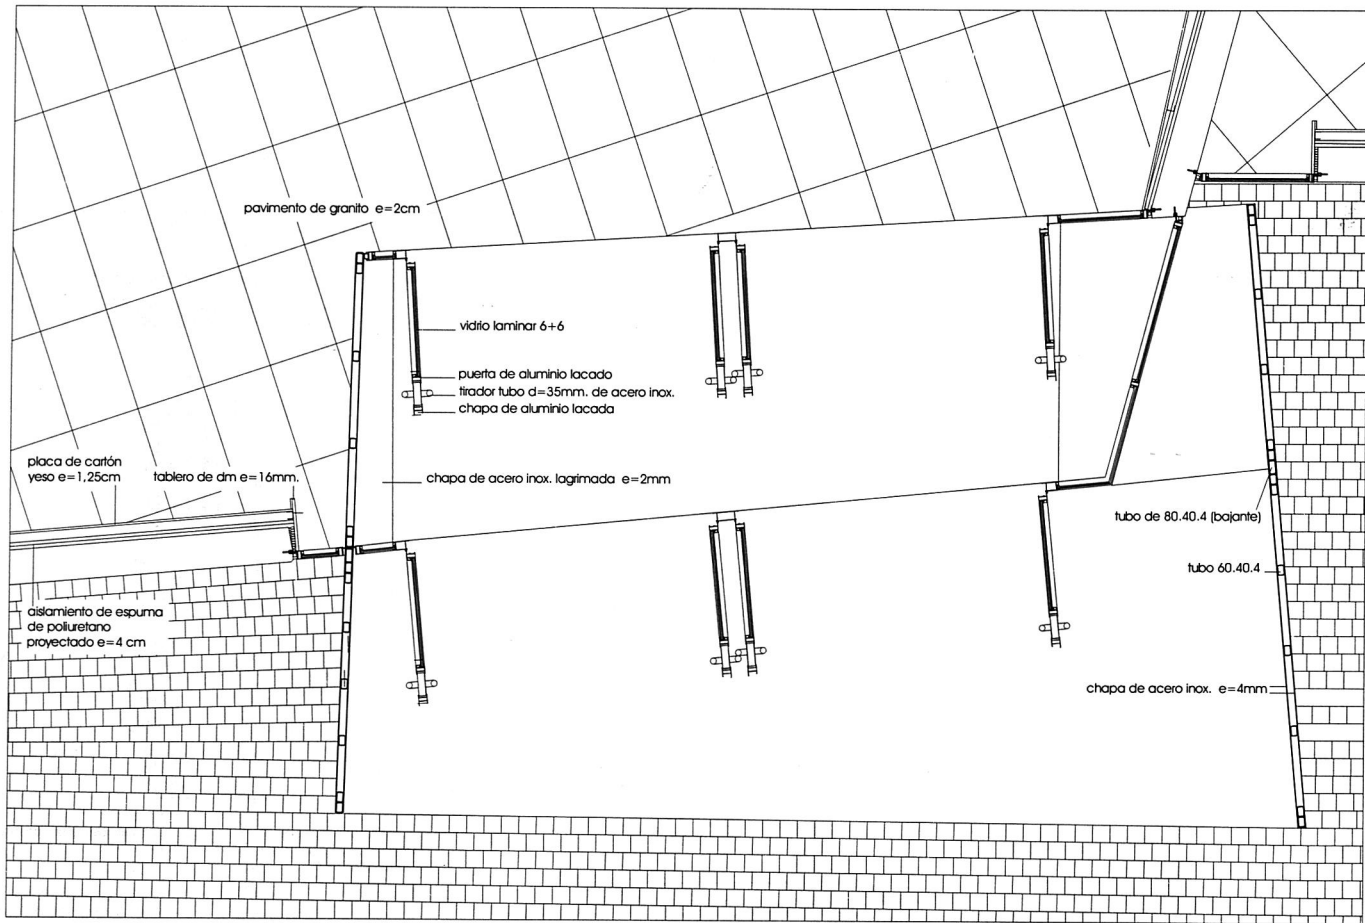 pavimento de granito e=2cm
vidrio laminar 6+6
puerta de aluminio lacado
tirador tubo d=35mm. de acero inox.
chapa de aluminio lacada
placa de cartón
yeso e=1,25cm
tablero de dm e=16mm.
chapa de acero inox. lagrimada e=2mm
tubo de 80.40.4 (bajante)
tubo 60.40.4
aislamiento de espuma
de poliuretano
proyectado e=4 cm
chapa de acero inox. e=4mm